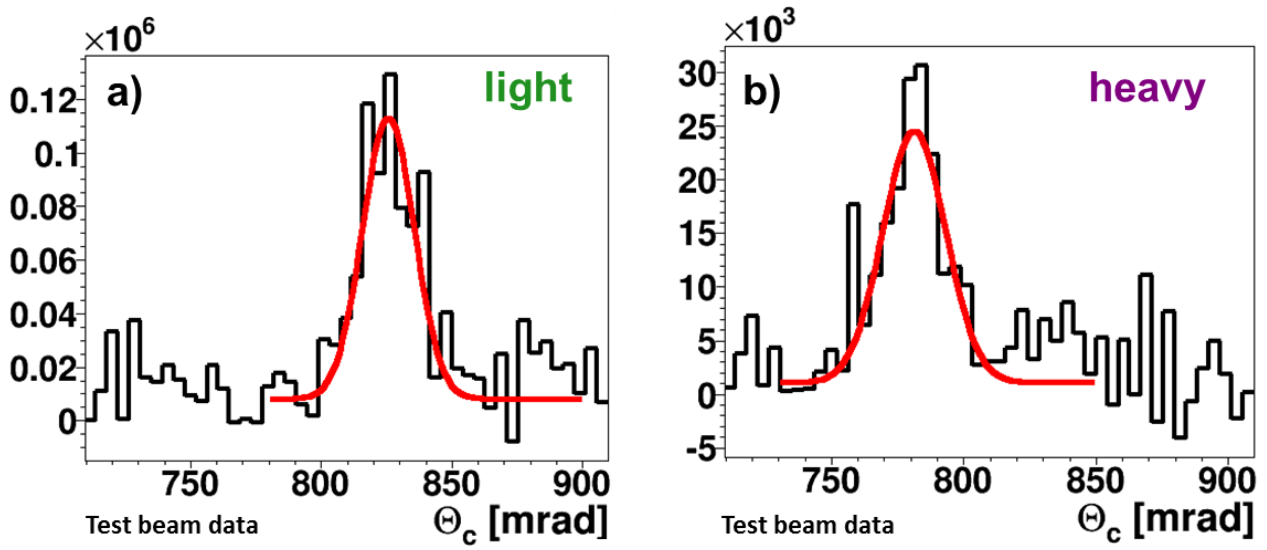 ×10⁶
a)
light
0.12
0.1
0.08
0.06
0.04
0.02
0
750 800 850 900
Θc [mrad]
Test beam data
×10³
b)
heavy
30
25
20
15
10
5
0
-5
750 800 850 900
Θc [mrad]
Test beam data